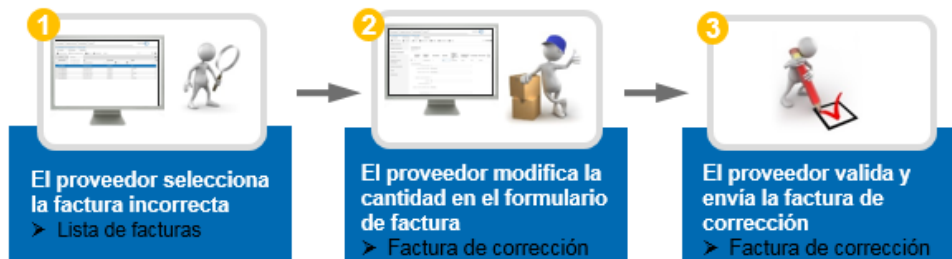 1
El proveedor selecciona
la factura incorrecta
➤ Lista de facturas
2
El proveedor modifica la
cantidad en el formulario
de factura
➤ Factura de corrección
3
El proveedor valida y
envía la factura de
corrección
➤ Factura de corrección